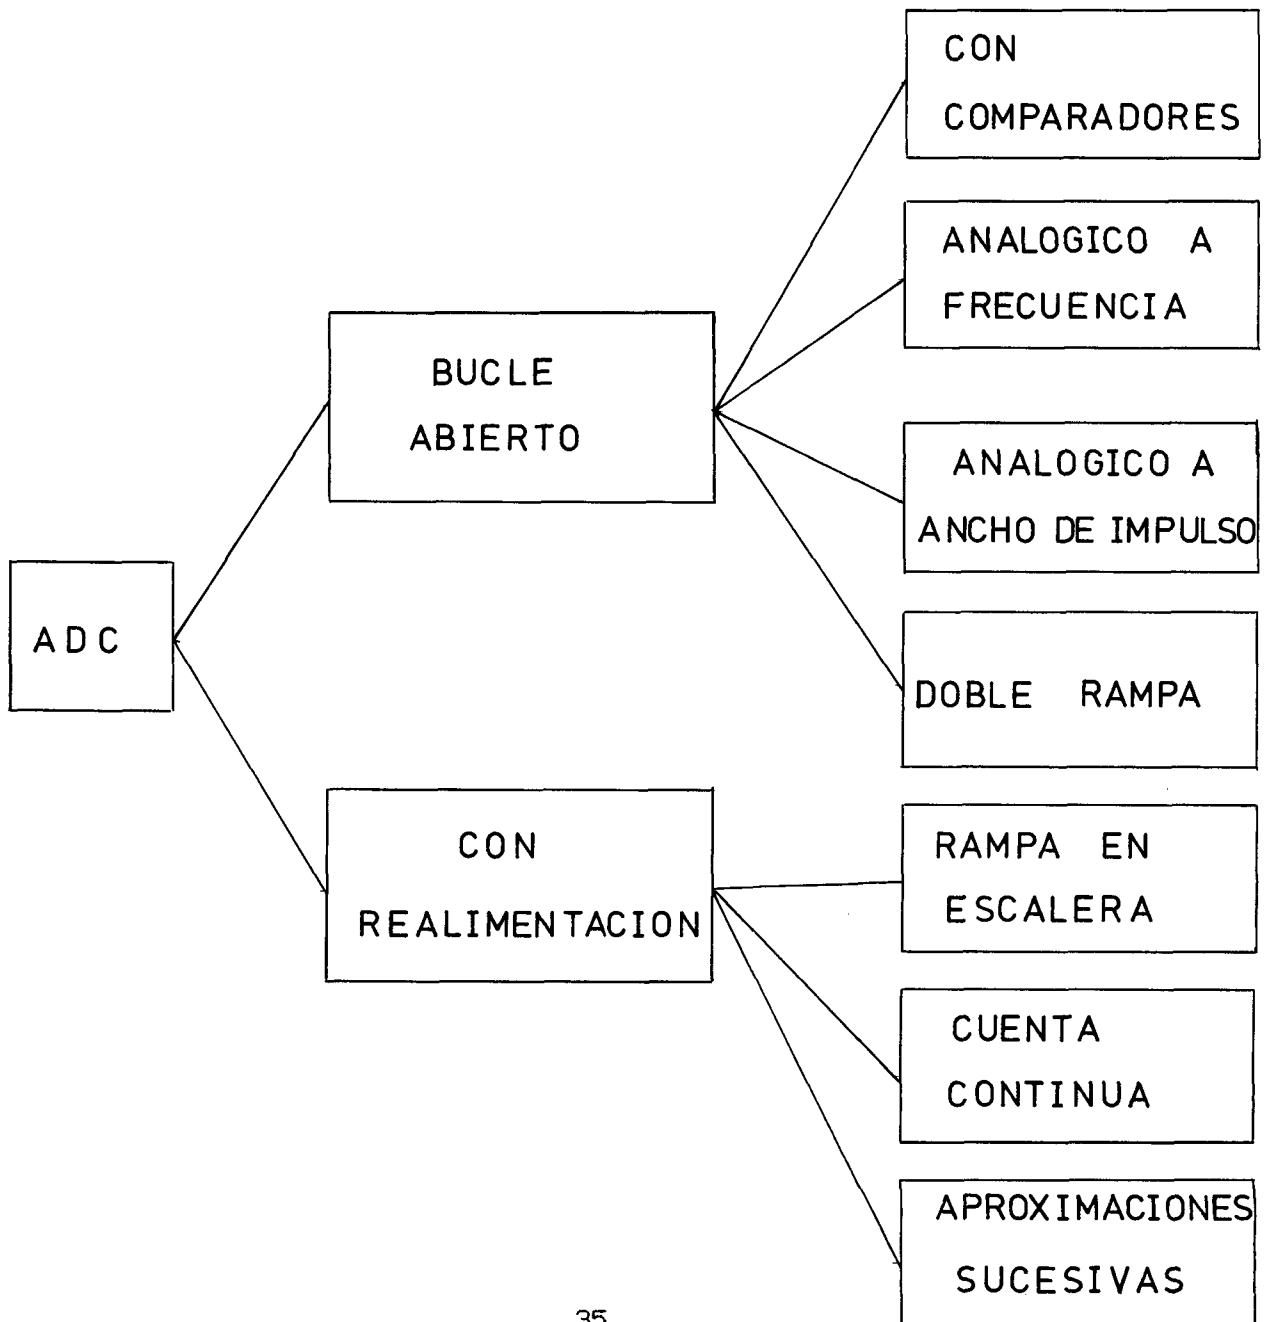 CON
COMPARADORES
ANALOGICO A
FRECUENCIA
BUCLE
ABIERTO
ANALOGICO A
ANCHO DE IMPULSO
ADC
DOBLE RAMPA
CON
REALIMENTACION
RAMPA EN
ESCALERA
CUENTA
CONTINUA
APROXIMACIONES
SUCESIVAS
35